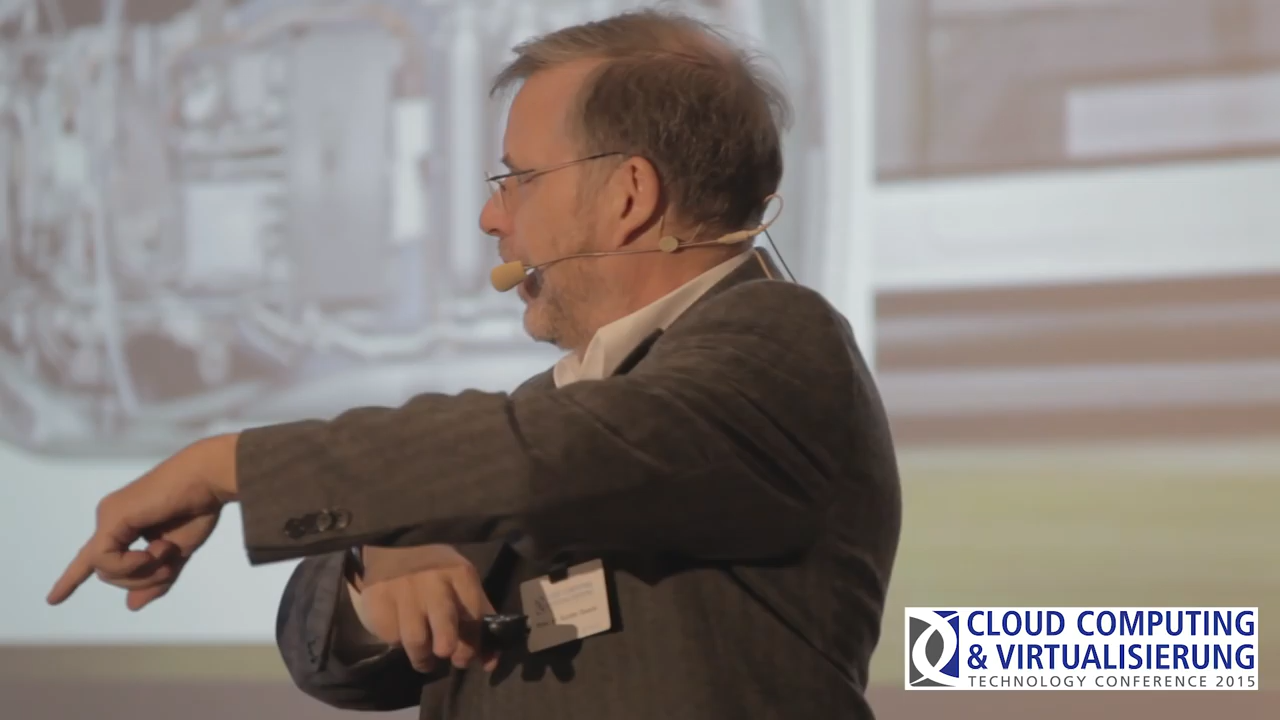 CLOUD COMPUTING
& VIRTUALISIERUNG
TECHNOLOGY CONFERENCE 2015